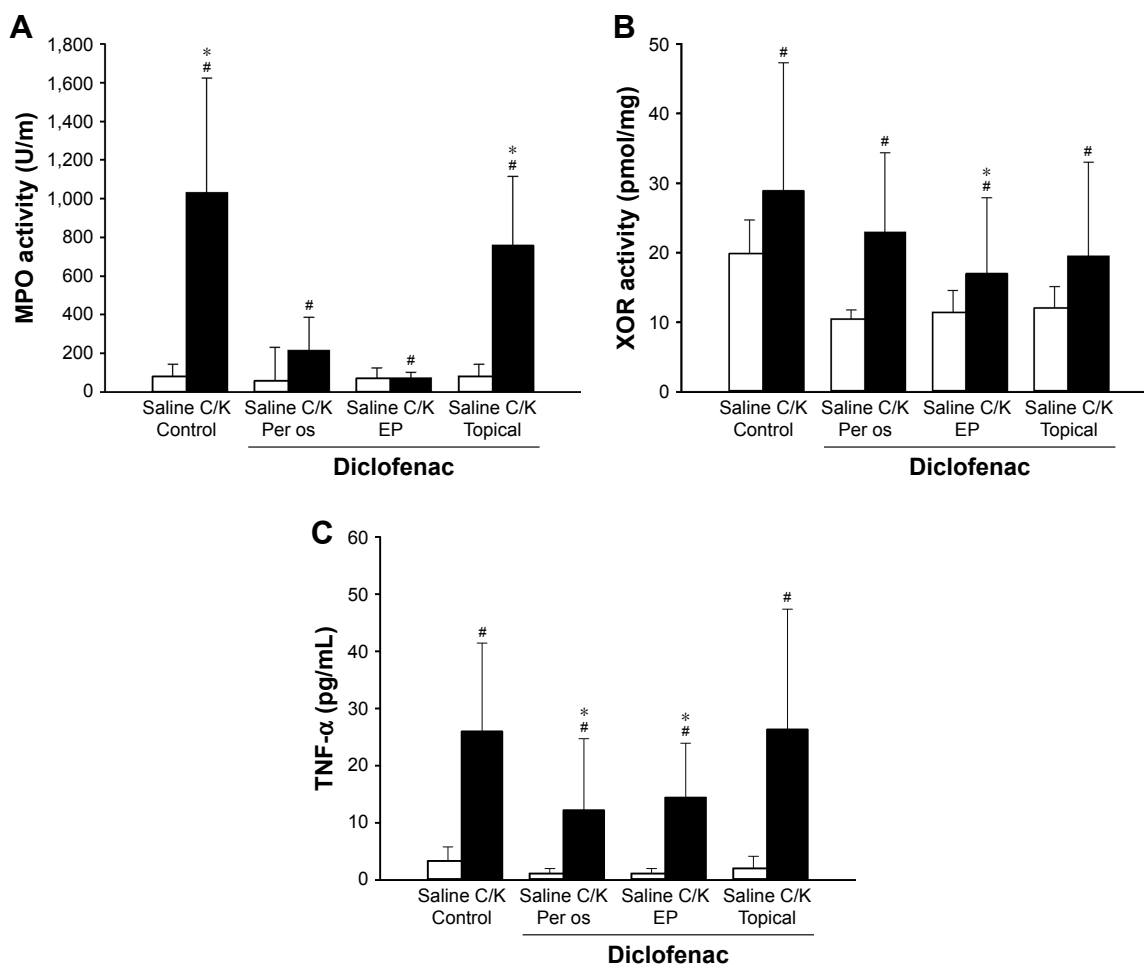 A
MPO activity (U/m)
1,800
1,600
1,400
1,200
1,000
800
600
400
200
0
*
#
#
#
*
#
Saline C/K Saline C/K Saline C/K Saline C/K
Control Per os EP Topical
Diclofenac
B
XOR activity (pmol/mg)
50
40
30
20
10
0
#
#
*
#
#
Saline C/K Saline C/K Saline C/K Saline C/K
Control Per os EP Topical
Diclofenac
C
TNF-α (pg/mL)
60
50
40
30
20
10
0
#
*
#
*
#
#
Saline C/K Saline C/K Saline C/K Saline C/K
Control Per os EP Topical
Diclofenac